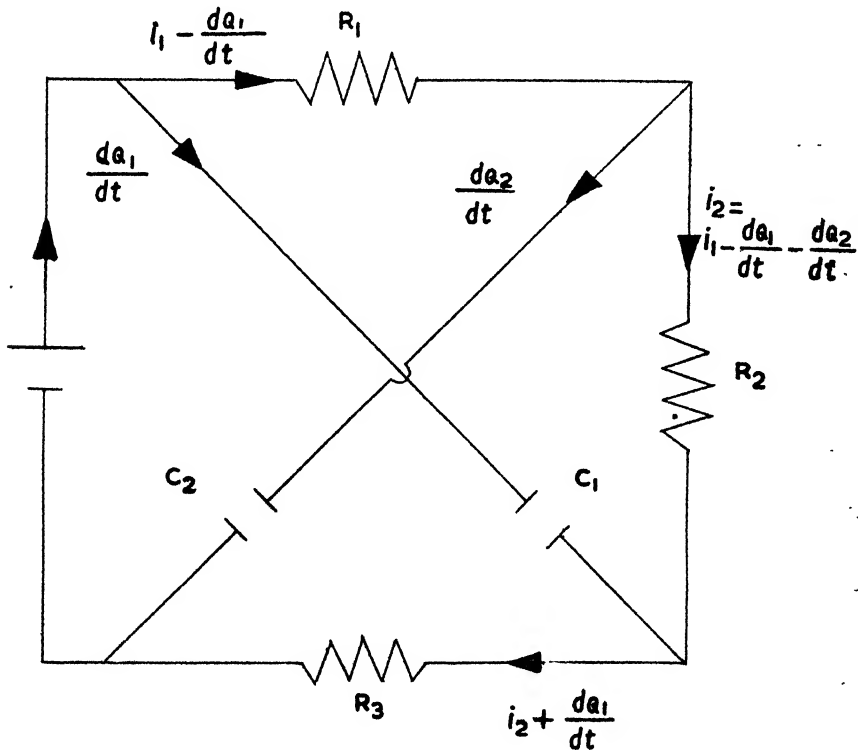 i₁ − dQ₁/dt
R₁
dQ₁/dt
dQ₂/dt
i₂=
i₁ − dQ₁/dt − dQ₂/dt
R₂
C₂
C₁
R₃
i₂ + dQ₁/dt